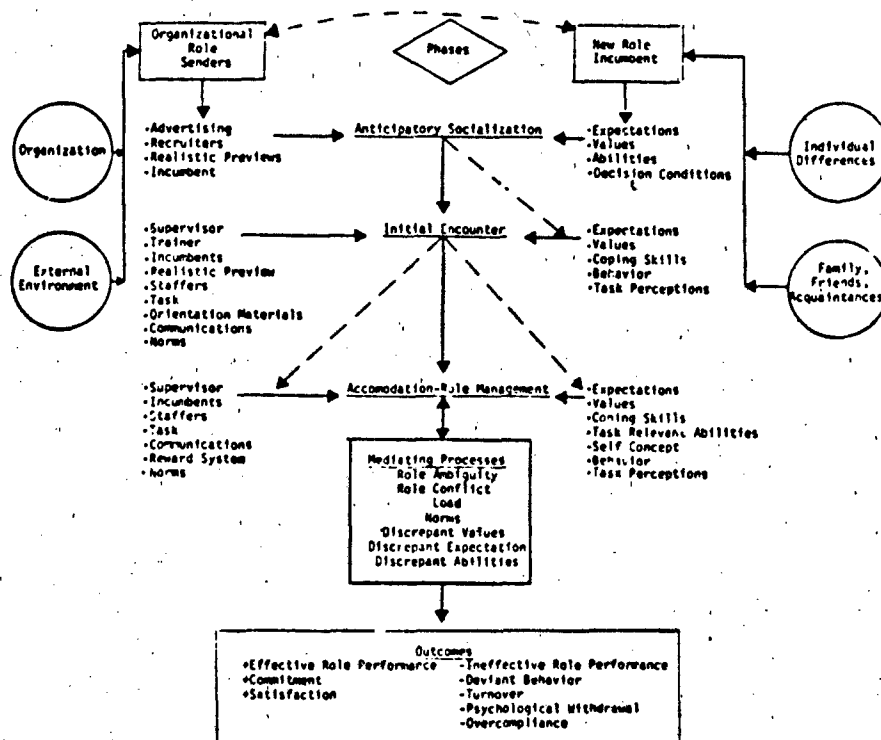 Organizational
Role
Senders
Phases
New Role
Incumbent
Organization
External
Environment
Individual
Differences
Family,
Friends,
Acquaintances
•Advertising
•Recruiters
•Realistic Previews
•Incumbent
Anticipatory Socialization
•Expectations
•Values
•Abilities
•Decision Conditions
•Supervisor
•Trainer
•Incumbents
•Realistic Preview
•Staffers
•Task
•Orientation Materials
•Communications
•Norms
Initial Encounter
•Expectations
•Values
•Coping Skills
•Behavior
•Task Perceptions
•Supervisor
•Incumbents
•Staffers
•Task
•Communications
•Reward System
•Norms
Accomodation-Role Management
•Expectations
•Values
•Coping Skills
•Task Relevant Abilities
•Self Concept
•Behavior
•Task Perceptions
Mediating Processes
Role Ambiguity
Role Conflict
Load
Norms
Discrepant Values
Discrepant Expectation
Discrepant Abilities
Outcomes
+Effective Role Performance
+Commitment
+Satisfaction
-Ineffective Role Performance
-Deviant Behavior
-Turnover
-Psychological Withdrawal
-Overcompliance